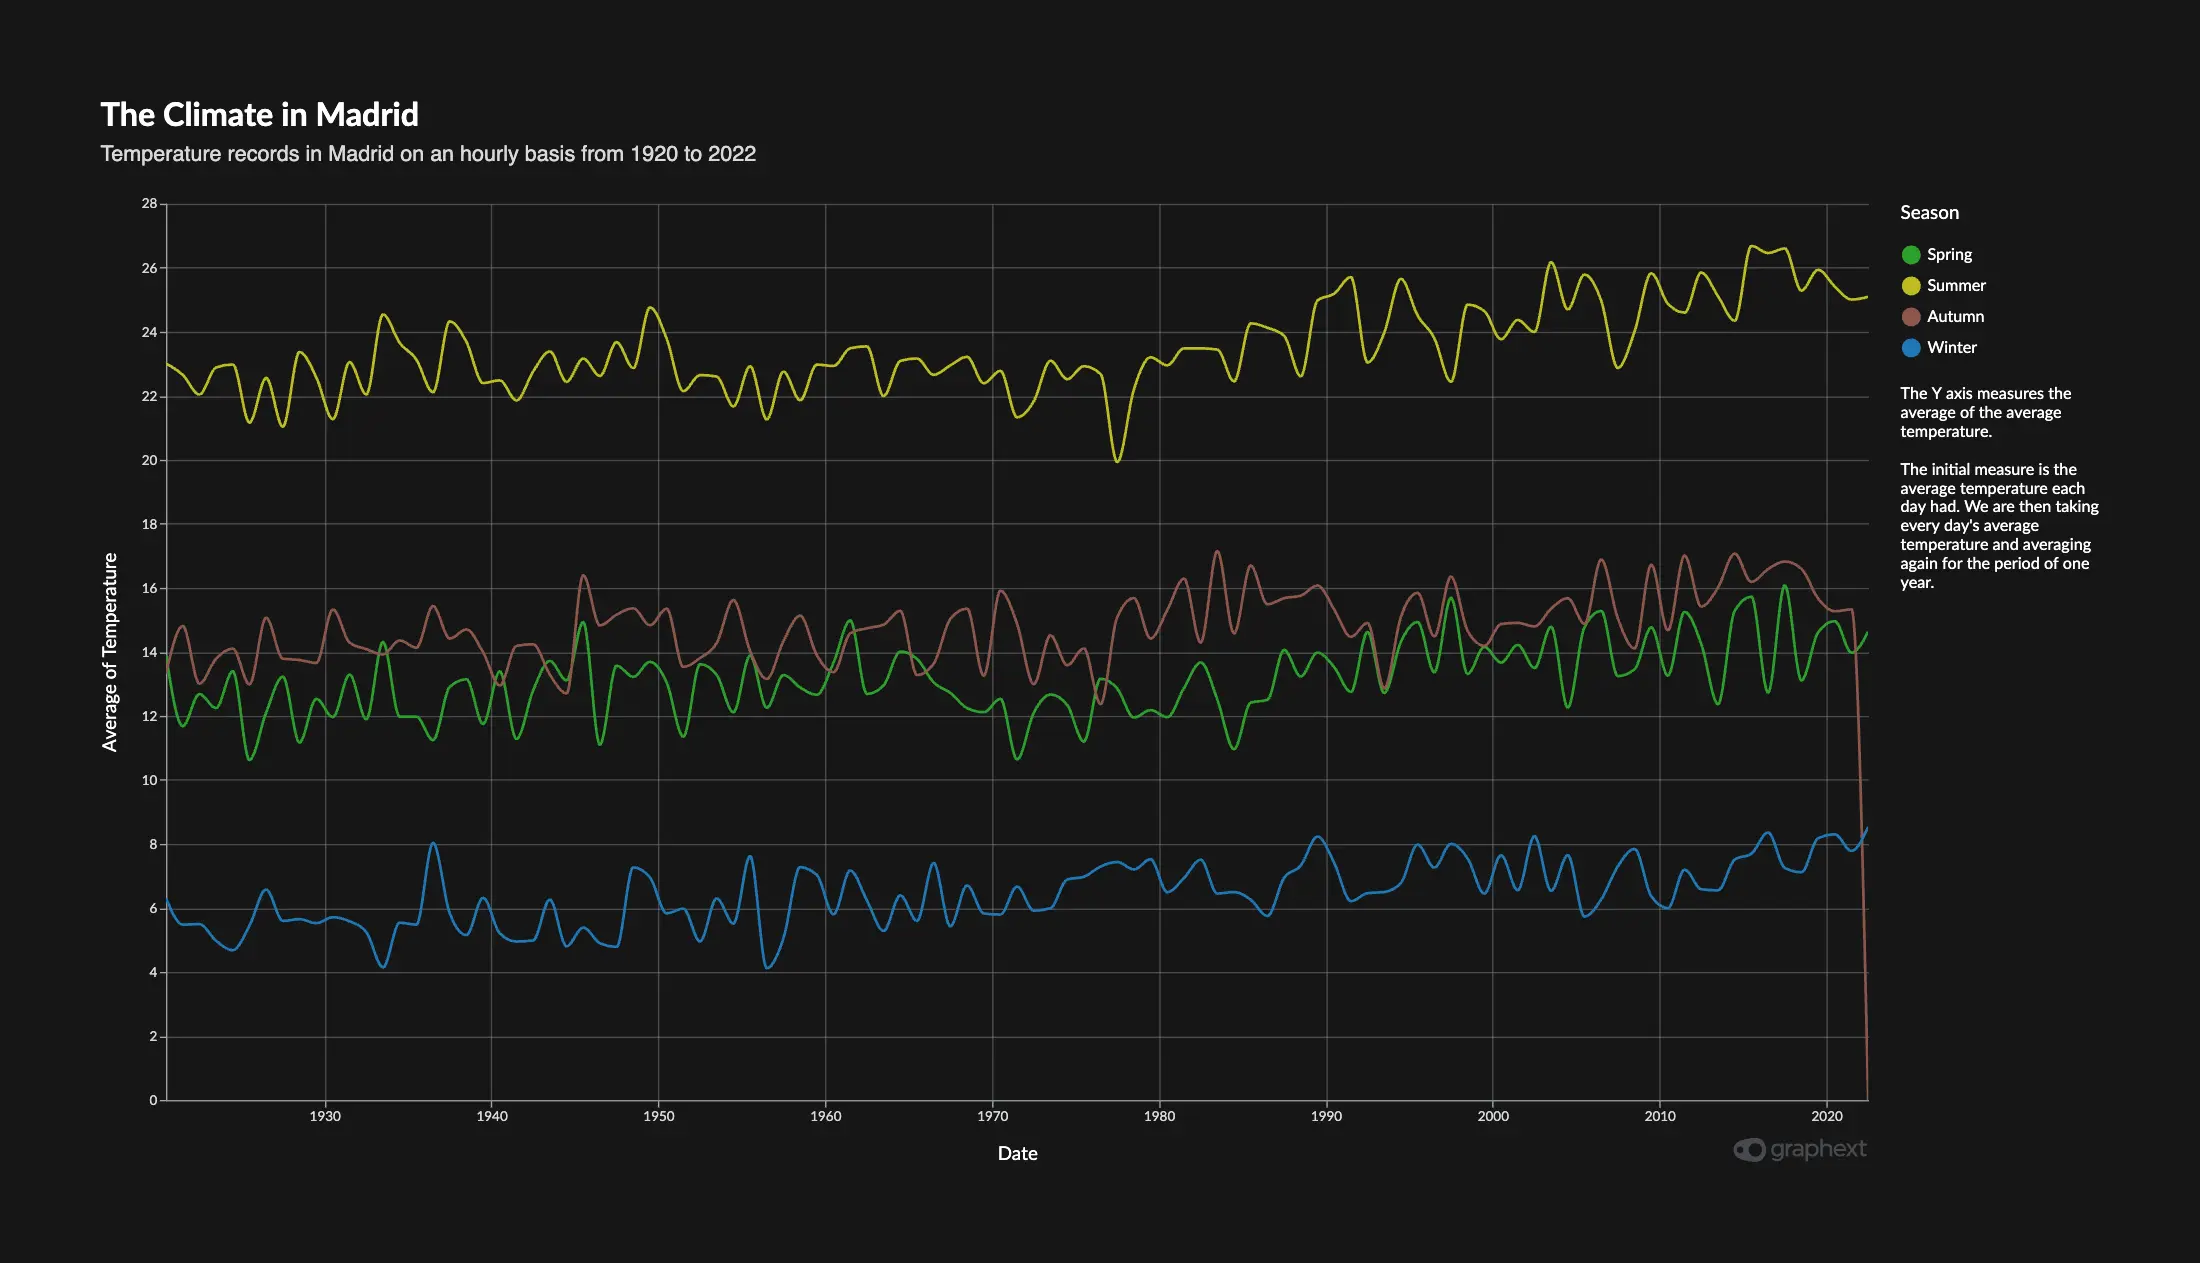 The Climate in Madrid
Temperature records in Madrid on an hourly basis from 1920 to 2022
28
26
24
22
20
18
16
14
12
10
8
6
4
2
0
Average of Temperature
1930
1940
1950
1960
1970
1980
1990
2000
2010
2020
Date
Season
Spring
Summer
Autumn
Winter
The Y axis measures the
average of the average
temperature.
The initial measure is the
average temperature each
day had. We are then taking
every day's average
temperature and averaging
again for the period of one
year.
graphext